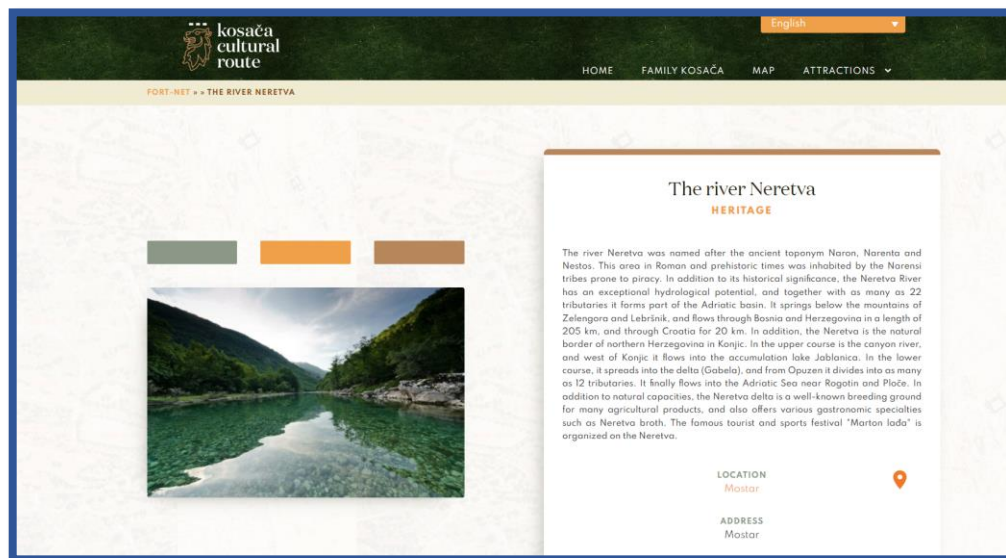 kosača
cultural
route
English
HOME FAMILY KOSAČA MAP ATTRACTIONS
FORT-NET » » THE RIVER NERETVA
The river Neretva
HERITAGE
The river Neretva was named after the ancient toponym Naron, Narenta and
Nestos. This area in Roman and prehistoric times was inhabited by the Narensi
tribes prone to piracy. In addition to its historical significance, the Neretva River
has an exceptional hydrological potential, and together with as many as 22
tributaries it forms part of the Adriatic basin. It springs below the mountains of
Zelengora and Lebršnik, and flows through Bosnia and Herzegovina in a length of
205 km, and through Croatia for 20 km. In addition, the Neretva is the natural
border of northern Herzegovina in Konjic. In the upper course is the canyon river,
and west of Konjic it flows into the accumulation lake Jablanica. In the lower
course, it spreads into the delta (Gabela), and from Opuzen it divides into as many
as 12 tributaries. It finally flows into the Adriatic Sea near Rogotin and Ploče. In
addition to natural capacities, the Neretva delta is a well-known breeding ground
for many agricultural products, and also offers various gastronomic specialties
such as Neretva broth. The famous tourist and sports festival "Marton lađa" is
organized on the Neretva.
LOCATION
Mostar
ADDRESS
Mostar